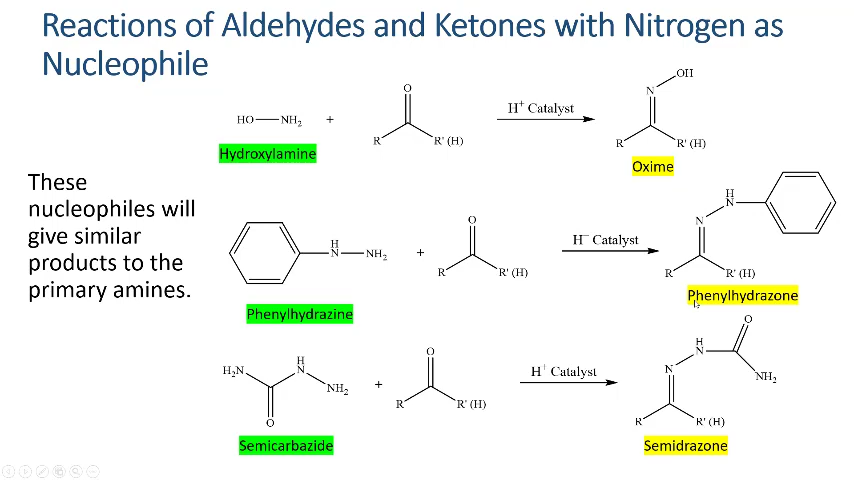 Reactions of Aldehydes and Ketones with Nitrogen as
Nucleophile
HO NH2 + O R R' (H) H+ Catalyst N OH R R' (H)
Hydroxylamine
Oxime
These
nucleophiles will
give similar
products to the
primary amines.
H N NH2 + O R R' (H) H− Catalyst H N N R R' (H)
Phenylhydrazine
Phenylhydrazone
H2N H N NH2 O + O R R' (H) H+ Catalyst N H N O NH2 R R' (H)
Semicarbazide
Semidrazone